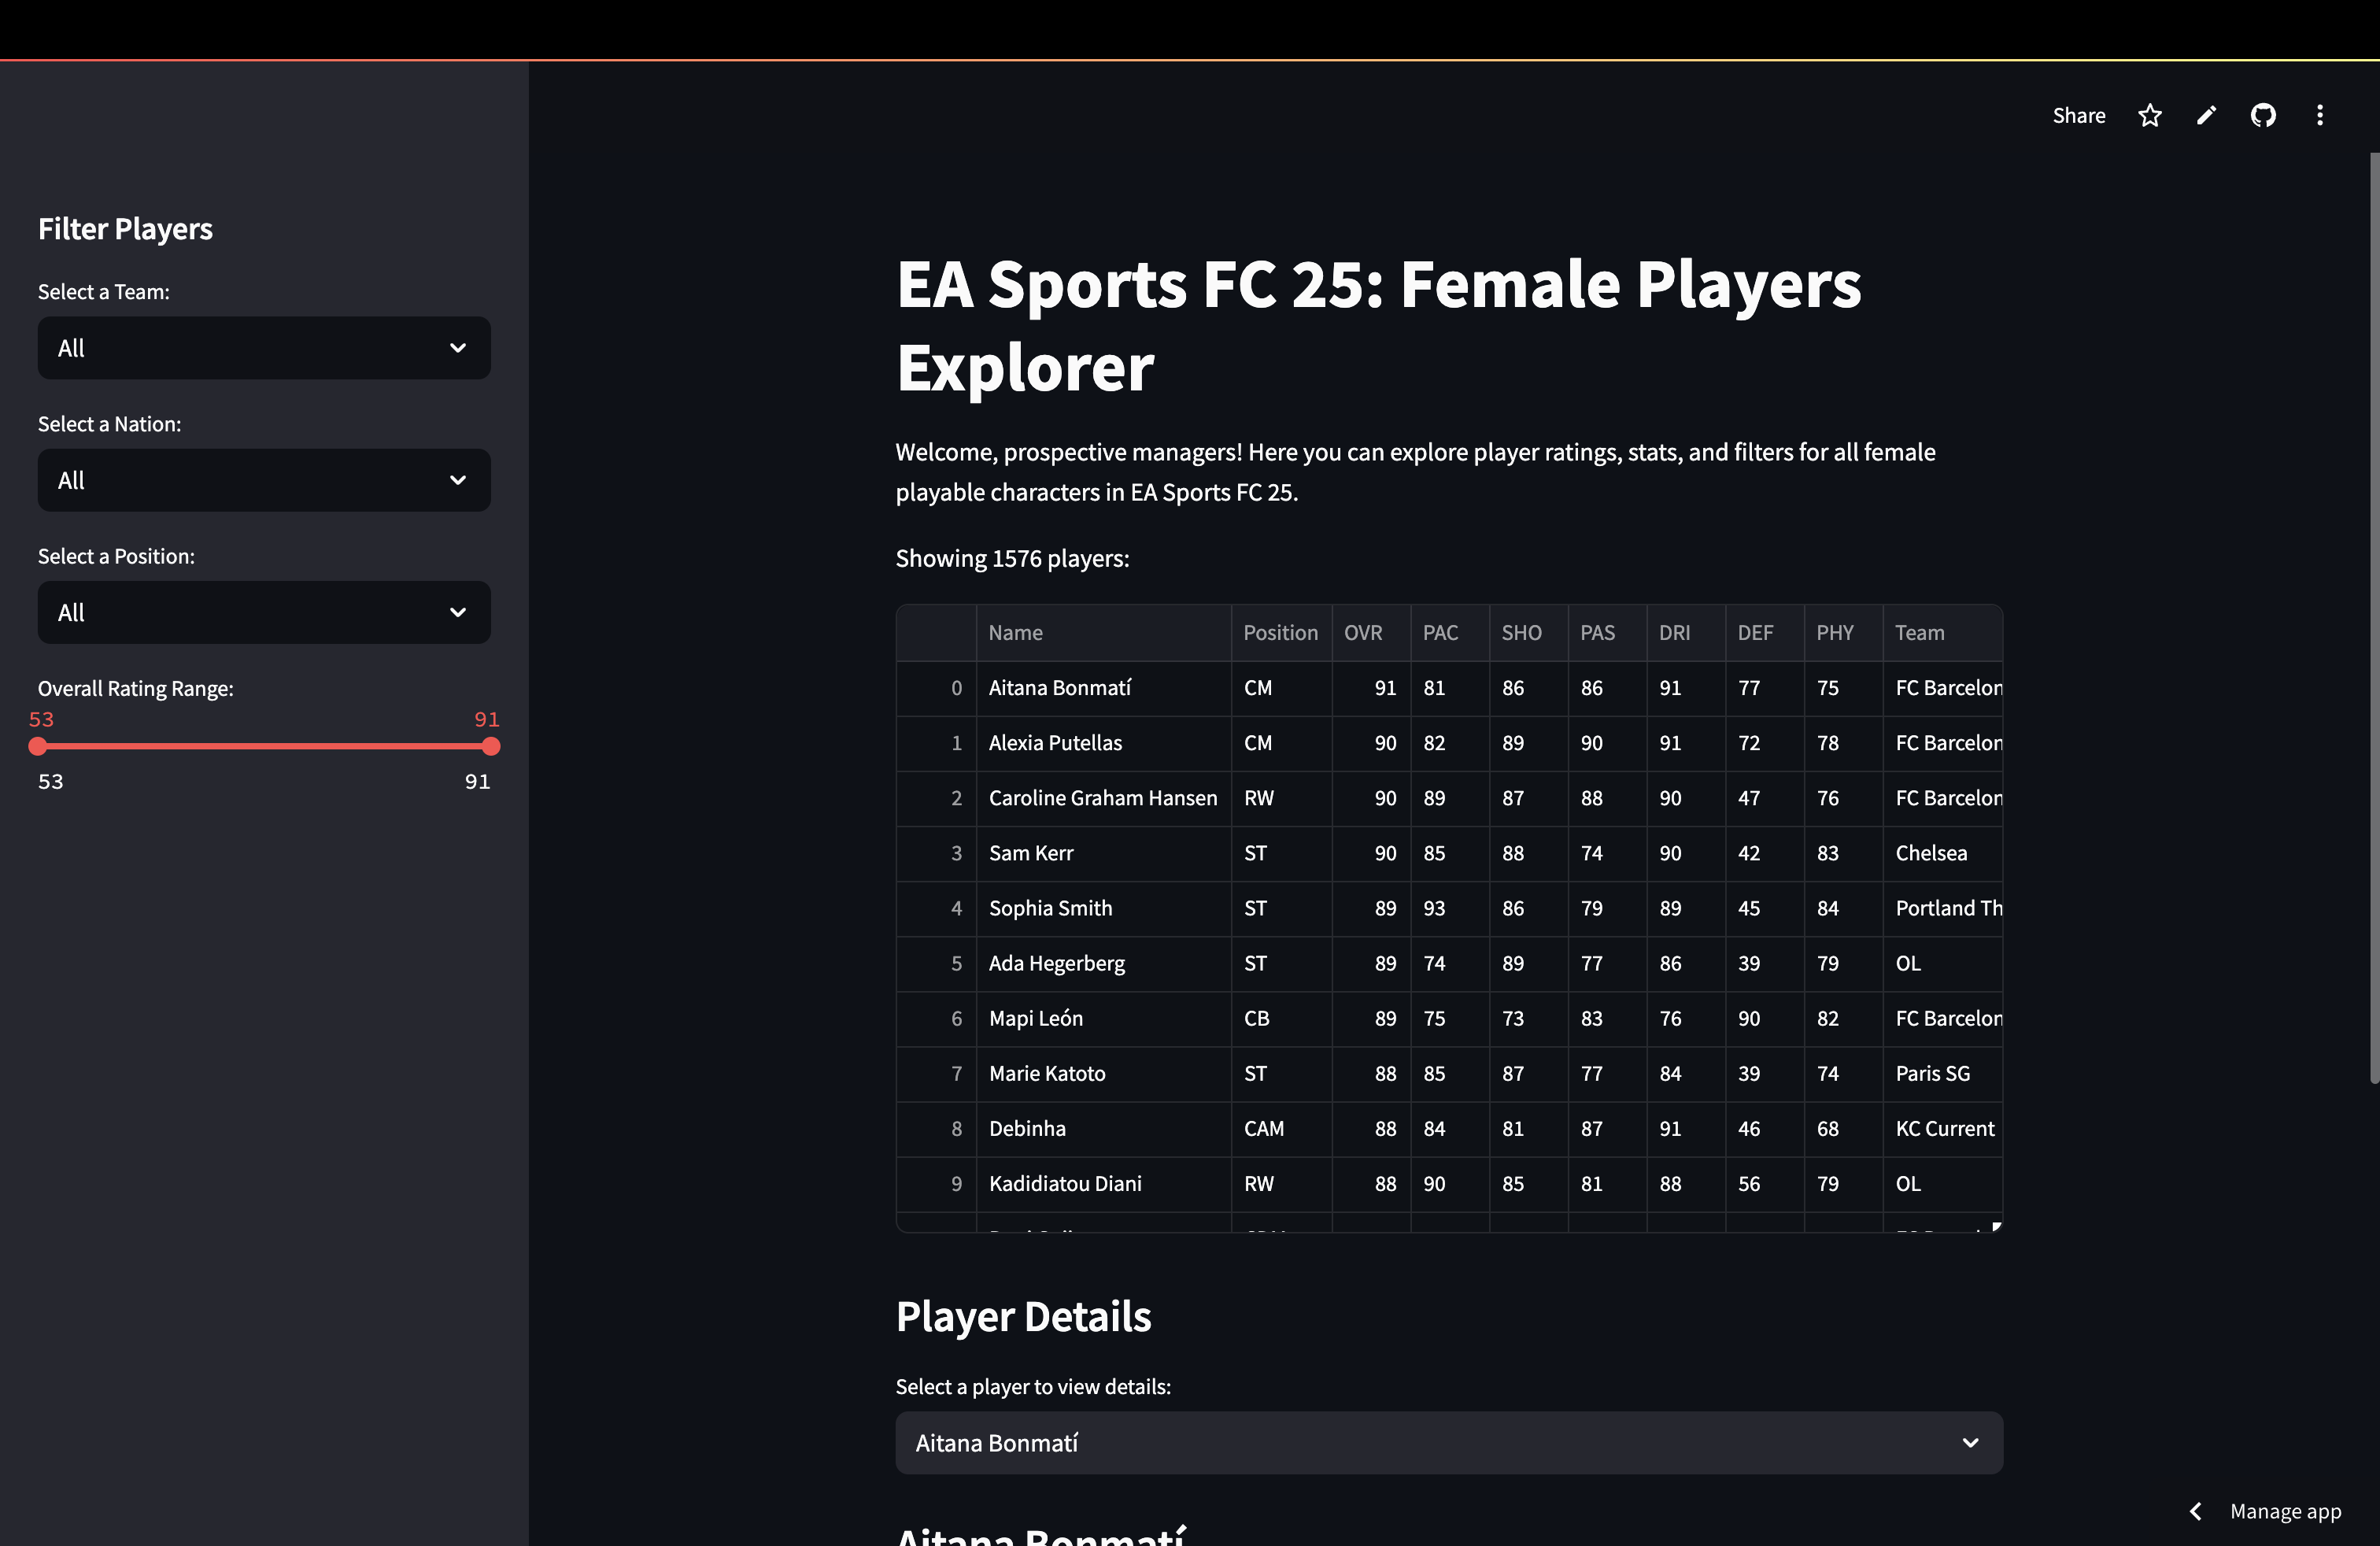 Share
Filter Players
Select a Team:
All
Select a Nation:
All
Select a Position:
All
Overall Rating Range:
53 91
53 91
EA Sports FC 25: Female Players
Explorer
Welcome, prospective managers! Here you can explore player ratings, stats, and filters for all female
playable characters in EA Sports FC 25.
Showing 1576 players:
Name Position OVR PAC SHO PAS DRI DEF PHY Team
0 Aitana Bonmatí CM 91 81 86 86 91 77 75 FC Barcelon
1 Alexia Putellas CM 90 82 89 90 91 72 78 FC Barcelon
2 Caroline Graham Hansen RW 90 89 87 88 90 47 76 FC Barcelon
3 Sam Kerr ST 90 85 88 74 90 42 83 Chelsea
4 Sophia Smith ST 89 93 86 79 89 45 84 Portland Th
5 Ada Hegerberg ST 89 74 89 77 86 39 79 OL
6 Mapi León CB 89 75 73 83 76 90 82 FC Barcelon
7 Marie Katoto ST 88 85 87 77 84 39 74 Paris SG
8 Debinha CAM 88 84 81 87 91 46 68 KC Current
9 Kadidiatou Diani RW 88 90 85 81 88 56 79 OL
Player Details
Select a player to view details:
Aitana Bonmatí
Aitana Bonmatí
Manage app